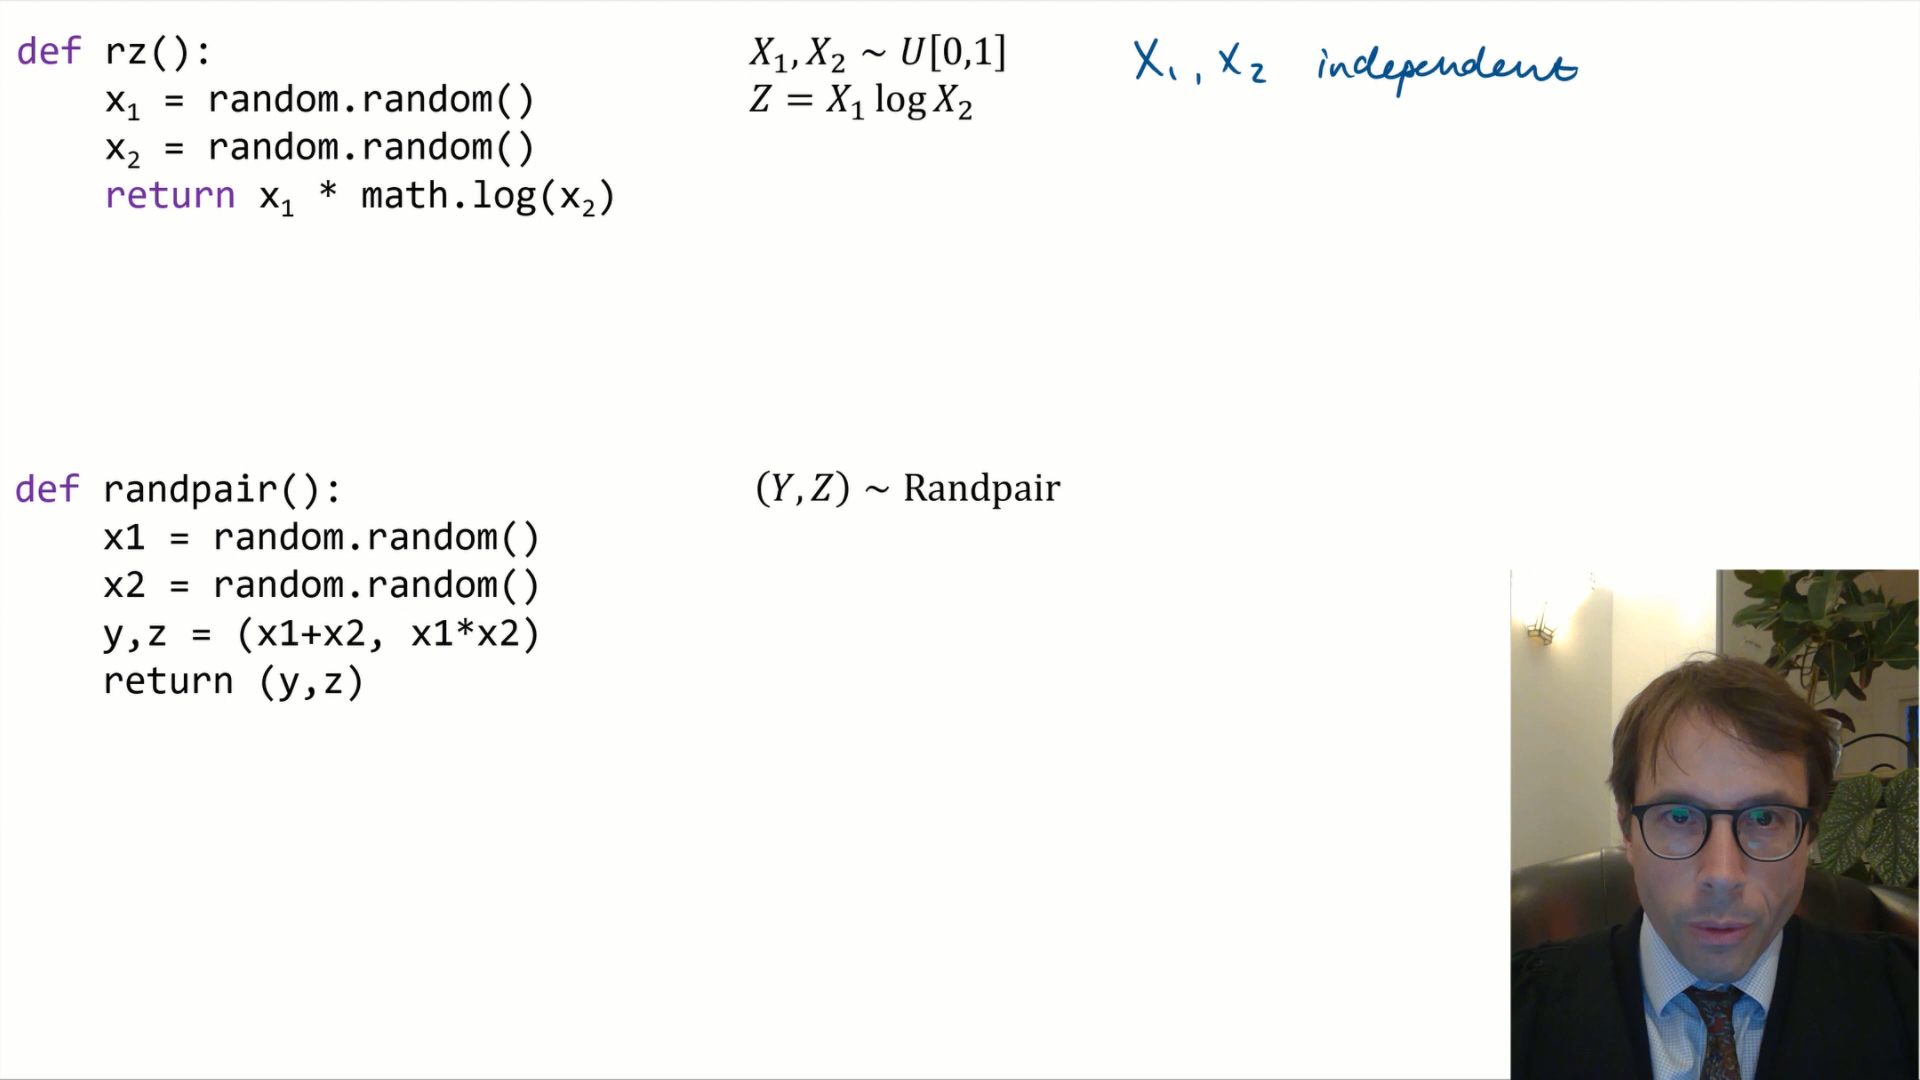 def rz():
x₁ = random.random()
x₂ = random.random()
return x₁ * math.log(x₂)
X₁, X₂ ~ U[0,1]
Z = X₁ log X₂
X₁, X₂ independent
def randpair():
x1 = random.random()
x2 = random.random()
y,z = (x1+x2, x1*x2)
return (y,z)
(Y, Z) ~ Randpair